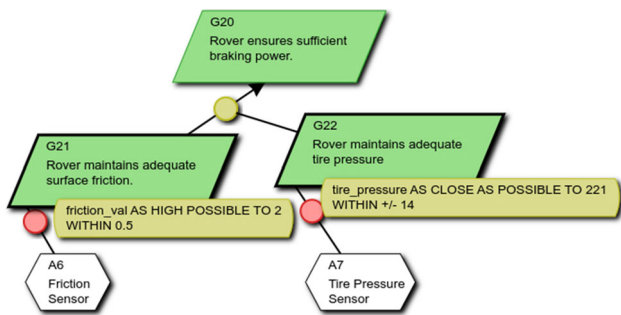 G20
Rover ensures sufficient
braking power.
G21
Rover maintains adequate
surface friction.
G22
Rover maintains adequate
tire pressure
friction_val AS HIGH POSSIBLE TO 2
WITHIN 0.5
tire_pressure AS CLOSE AS POSSIBLE TO 221
WITHIN +/- 14
A6
Friction
Sensor
A7
Tire Pressure
Sensor